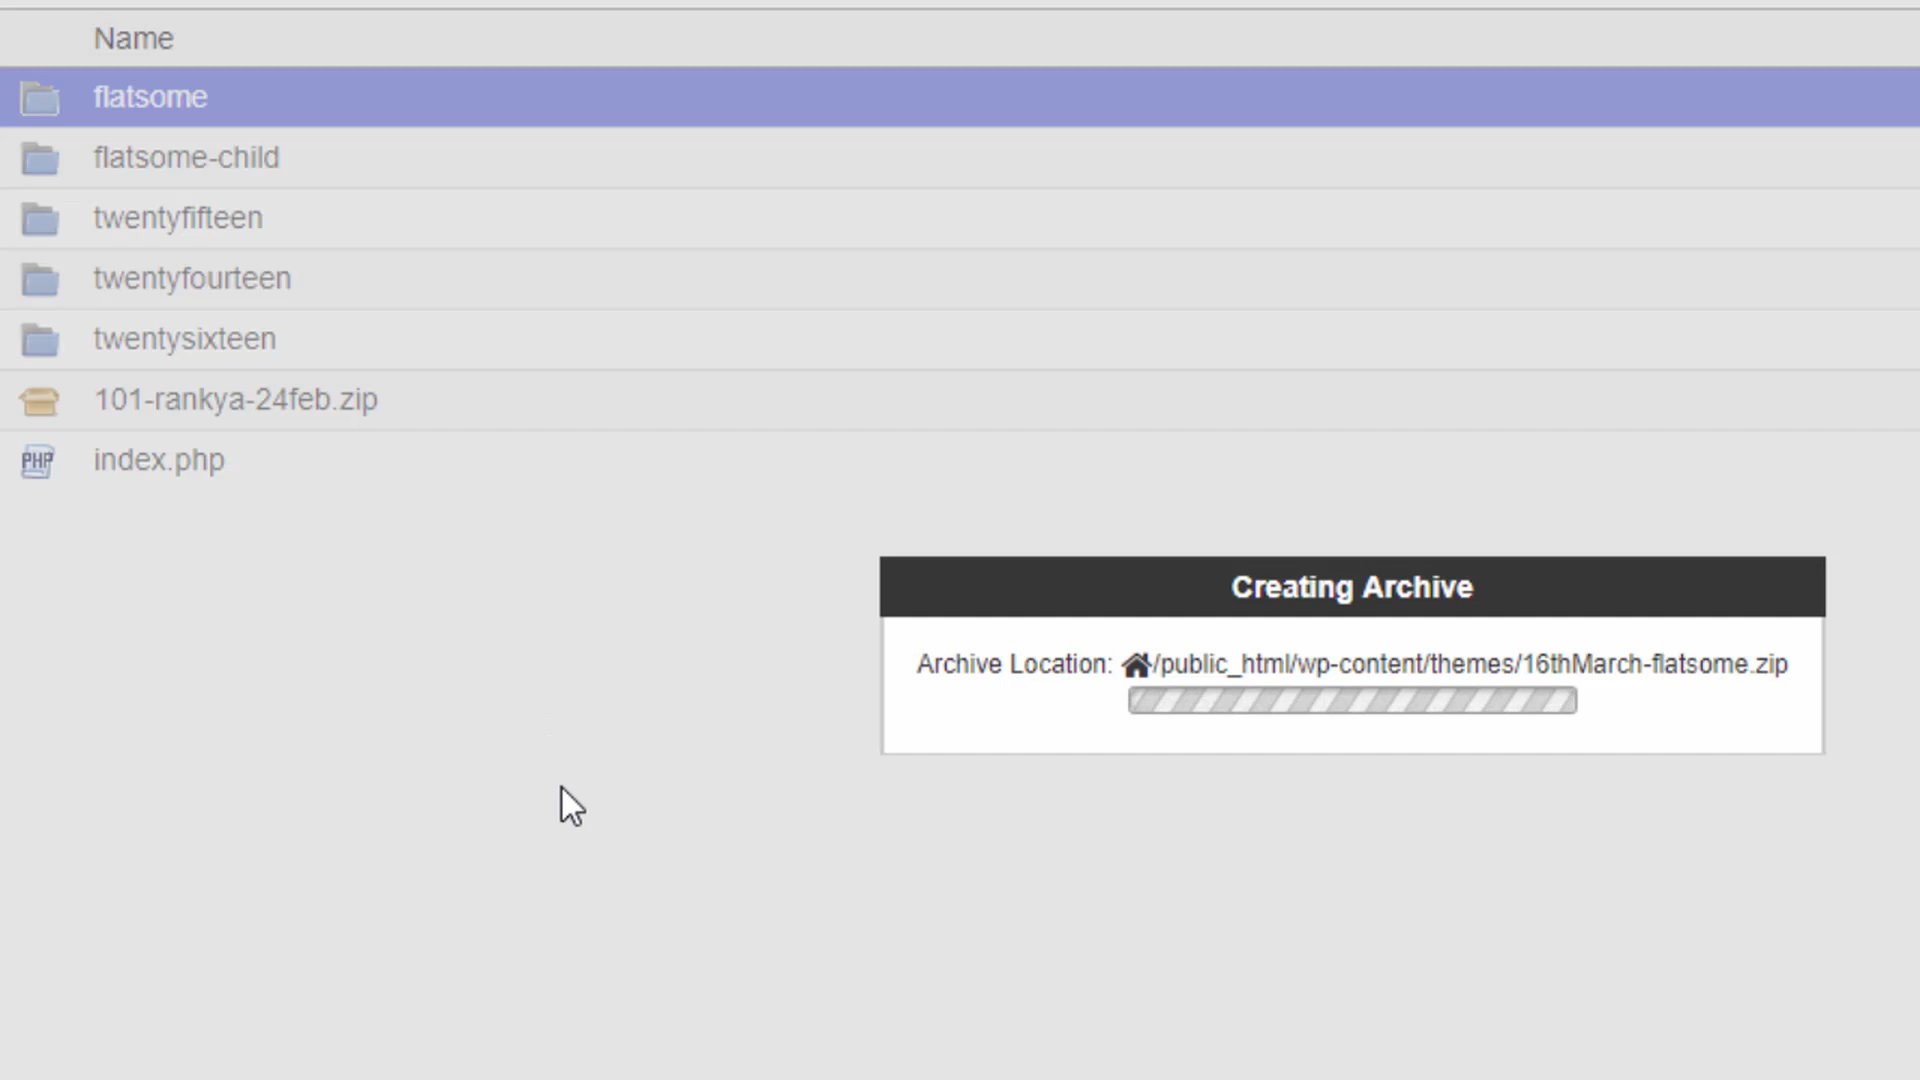 Name
flatsome
flatsome-child
twentyfifteen
twentyfourteen
twentysixteen
101-rankya-24feb.zip
PHP index.php
Creating Archive
Archive Location: /public_html/wp-content/themes/16thMarch-flatsome.zip